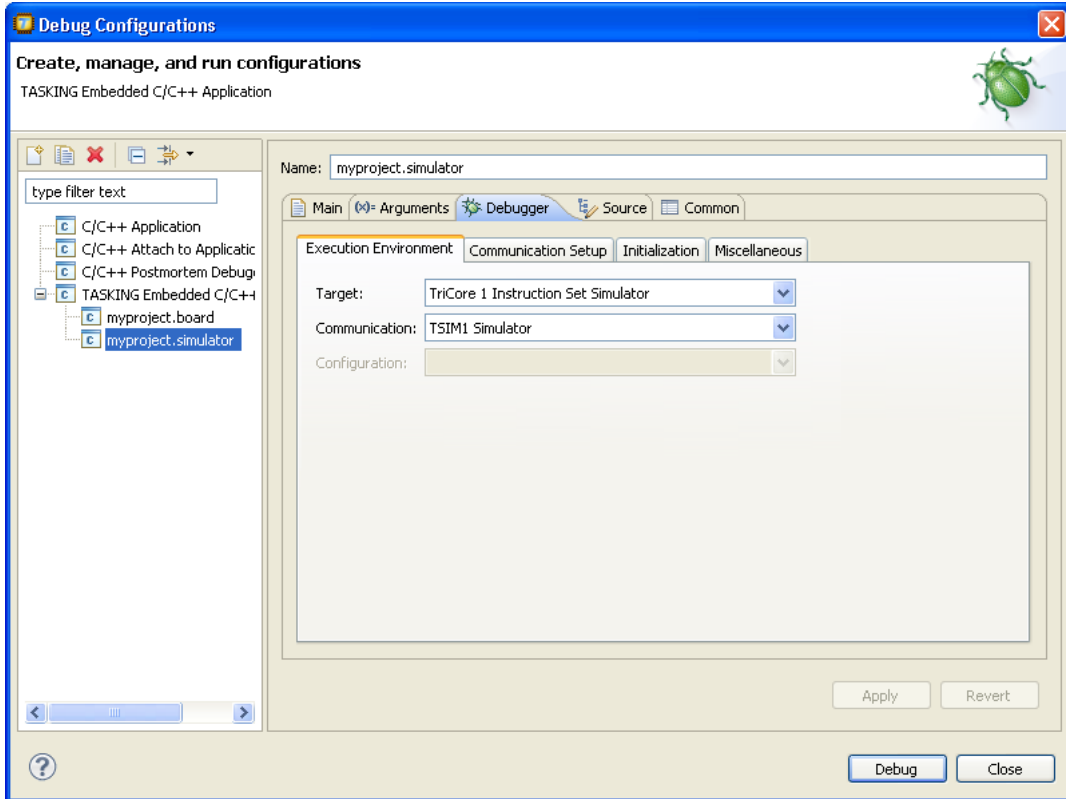 Debug Configurations
Create, manage, and run configurations
TASKING Embedded C/C++ Application
type filter text
C/C++ Application
C/C++ Attach to Applicatic
C/C++ Postmortem Debug
TASKING Embedded C/C++
myproject.board
myproject.simulator
Name: myproject.simulator
Main (x)= Arguments Debugger Source Common
Execution Environment Communication Setup Initialization Miscellaneous
Target: TriCore 1 Instruction Set Simulator
Communication: TSIM1 Simulator
Configuration:
Apply Revert
? Debug Close